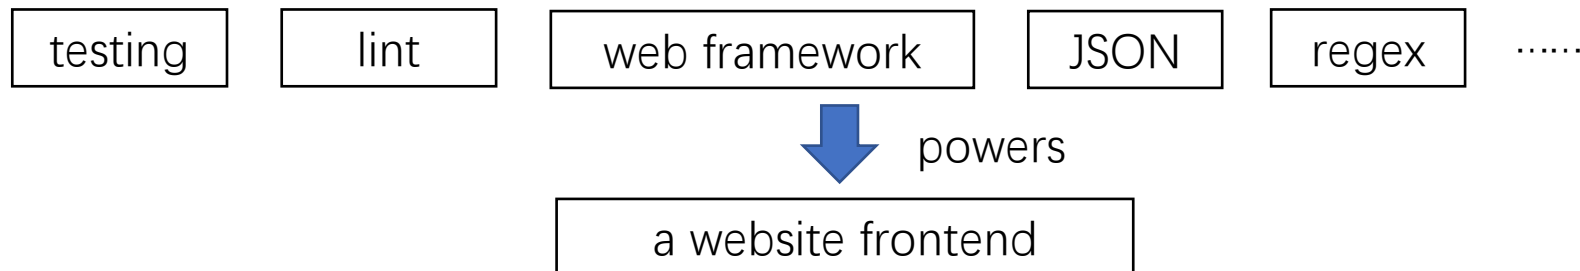 testing lint web framework JSON regex ……
powers
a website frontend